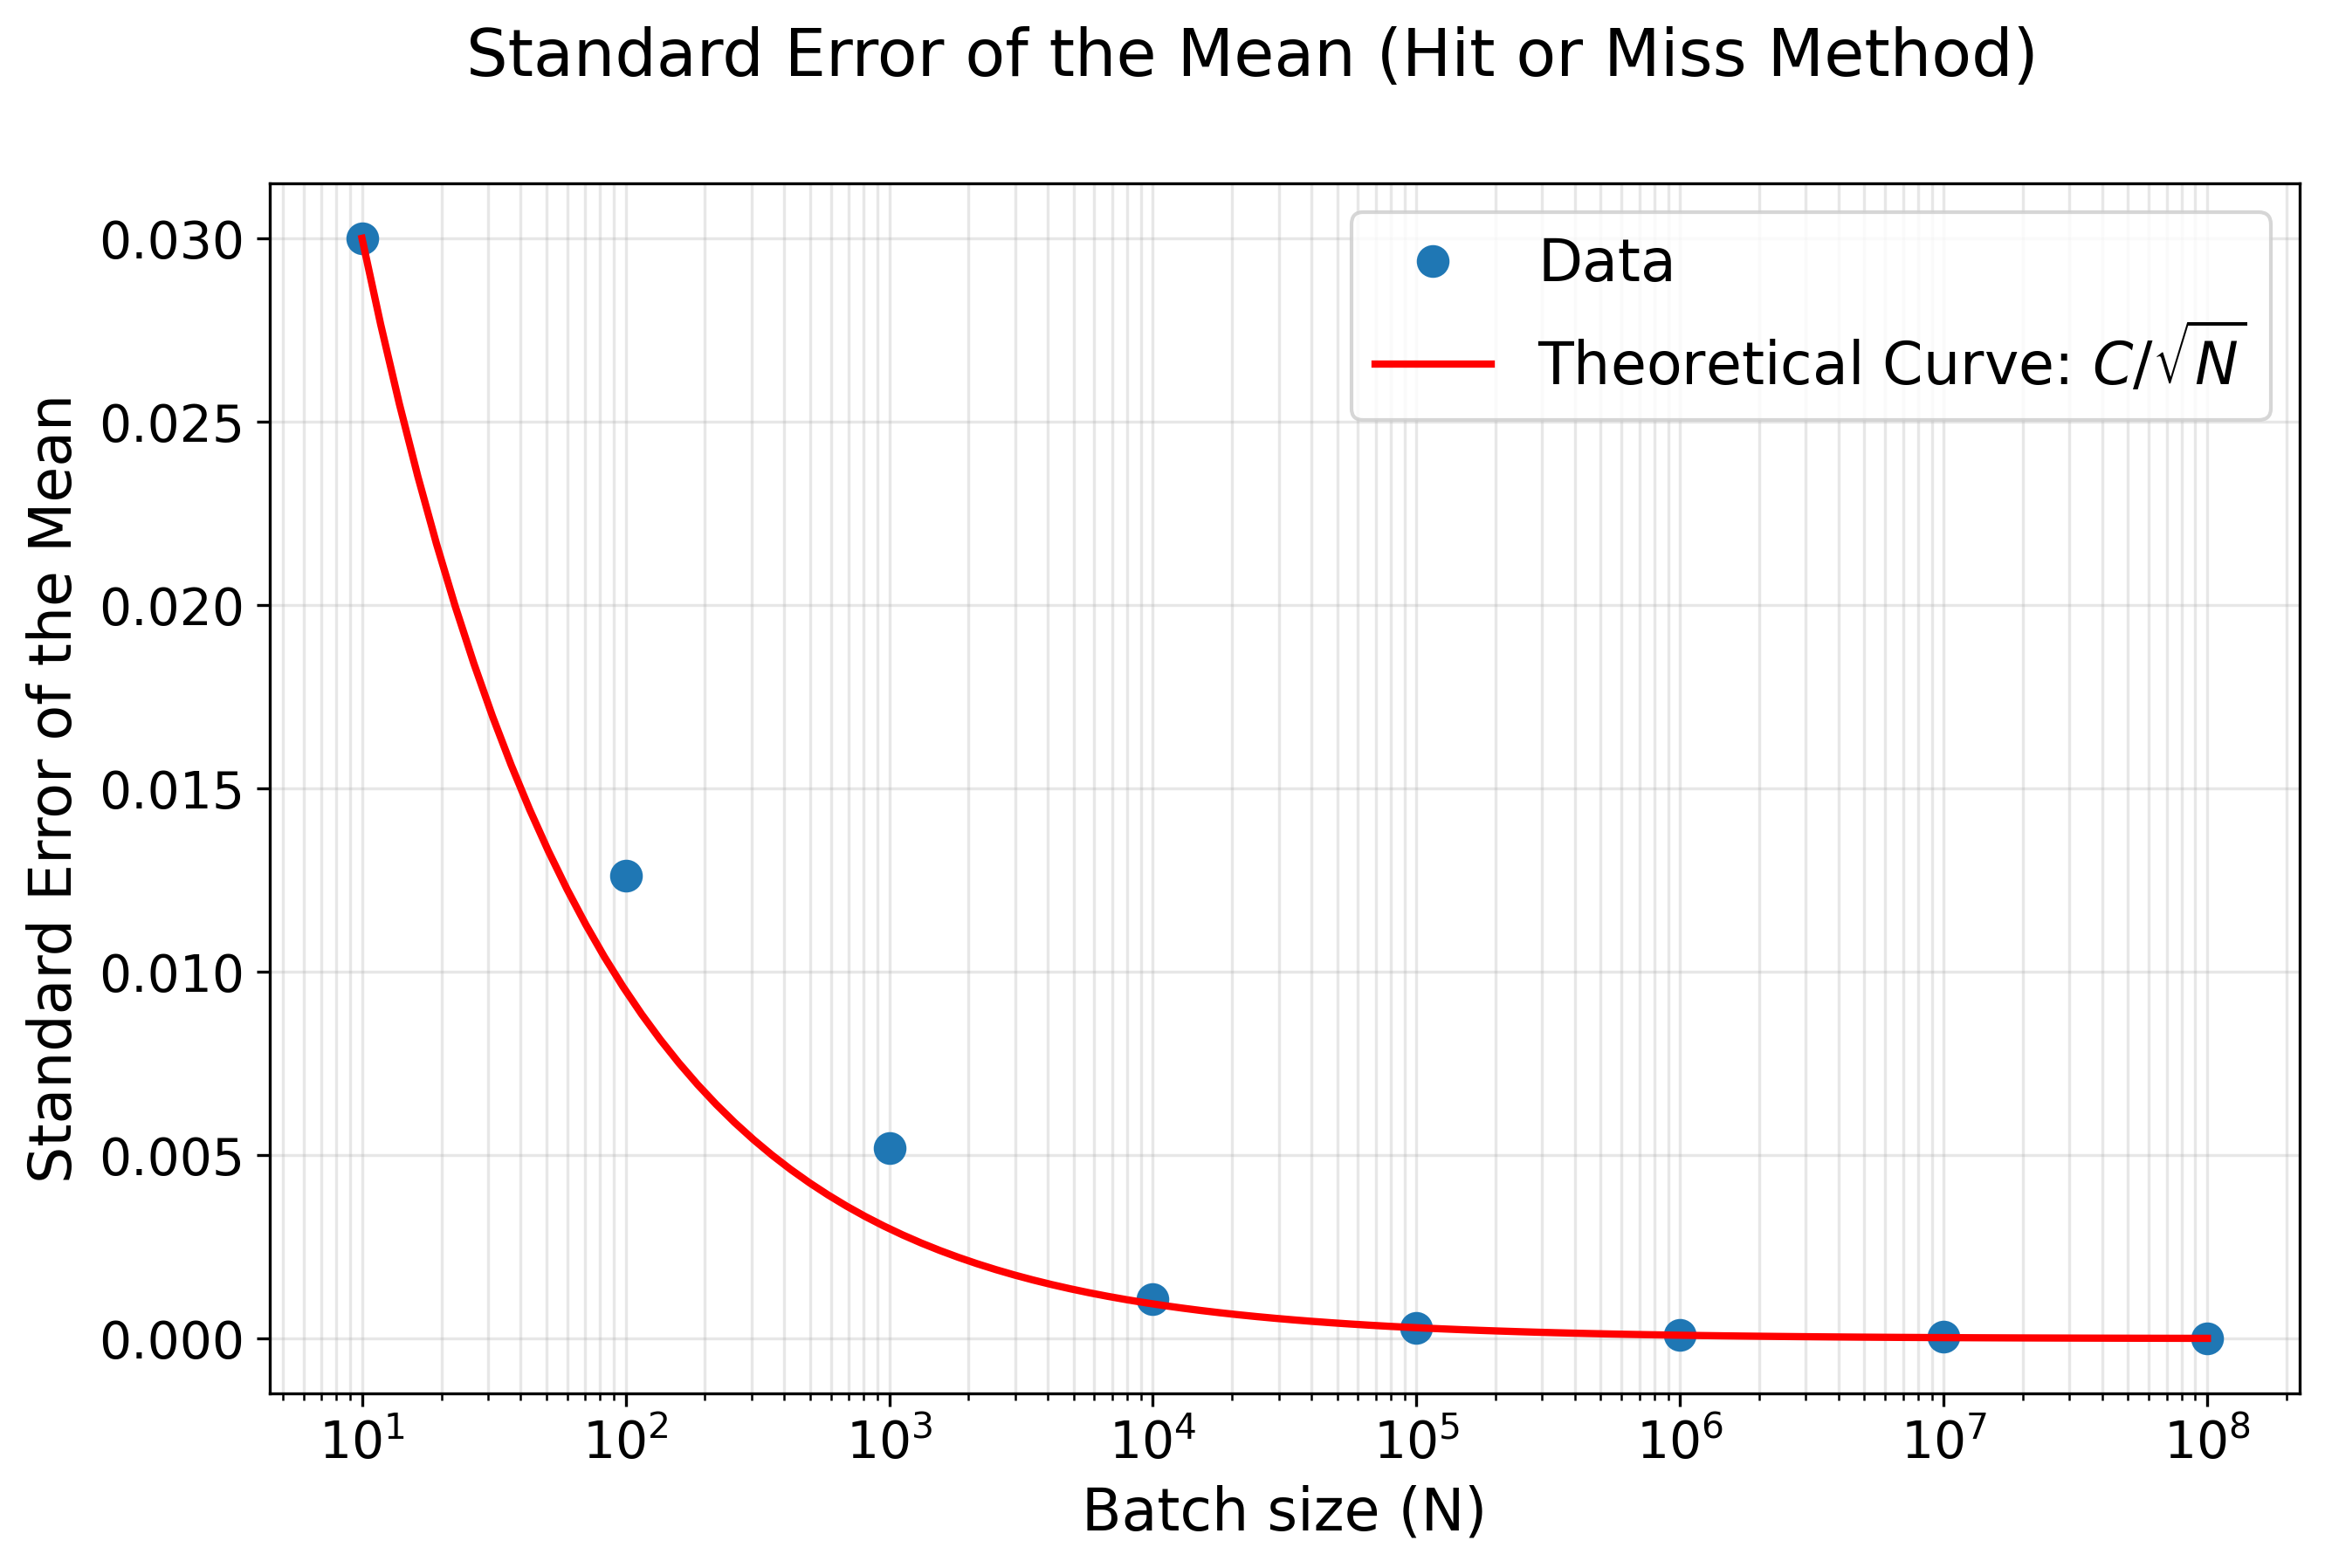 Standard Error of the Mean (Hit or Miss Method)
Data
Theoretical Curve: C/√N
Standard Error of the Mean
0.030
0.025
0.020
0.015
0.010
0.005
0.000
10¹ 10² 10³ 10⁴ 10⁵ 10⁶ 10⁷ 10⁸
Batch size (N)